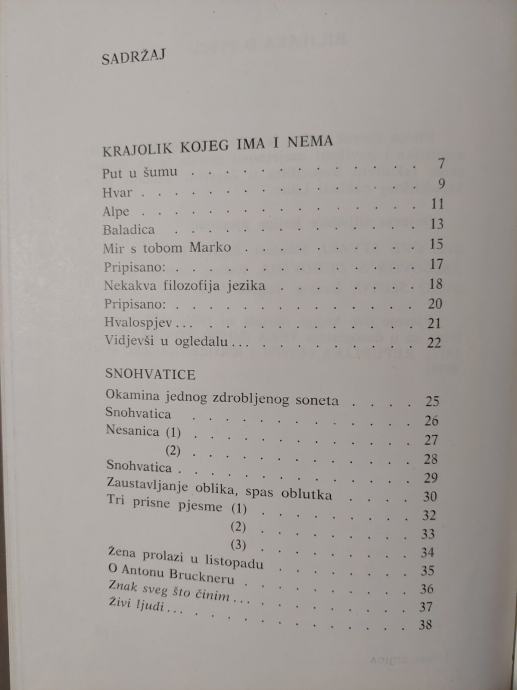 SADRŽAJ
KRAJOLIK KOJEG IMA I NEMA
Put u šumu . . . . . . . . . . . . 7
Hvar . . . . . . . . . . . . . . 9
Alpe . . . . . . . . . . . . . . 11
Baladica . . . . . . . . . . . . 13
Mir s tobom Marko . . . . . . . . . 15
Pripisano: . . . . . . . . . . . . 17
Nekakva filozofija jezika . . . . . . . 18
Pripisano: . . . . . . . . . . . . 20
Hvalospjev... . . . . . . . . . . . 21
Vidjevši u ogledalu... . . . . . . . . 22
SNOHVATICE
Okamina jednog zdrobljenog soneta . . . . 25
Snohvatica . . . . . . . . . . . . 26
Nesanica (1) . . . . . . . . . . . 27
(2) . . . . . . . . . . . 28
Snohvatica . . . . . . . . . . . . 29
Zaustavljanje oblika, spas oblutka . . . . 30
Tri prisne pjesme (1) . . . . . . . . 32
(2) . . . . . . . . 33
(3) . . . . . . . . 34
Žena prolazi u listopadu . . . . . . . 35
O Antonu Bruckneru . . . . . . . . . 36
Znak sveg što činim... . . . . . . . . 37
Živi ljudi... . . . . . . . . . . . 38